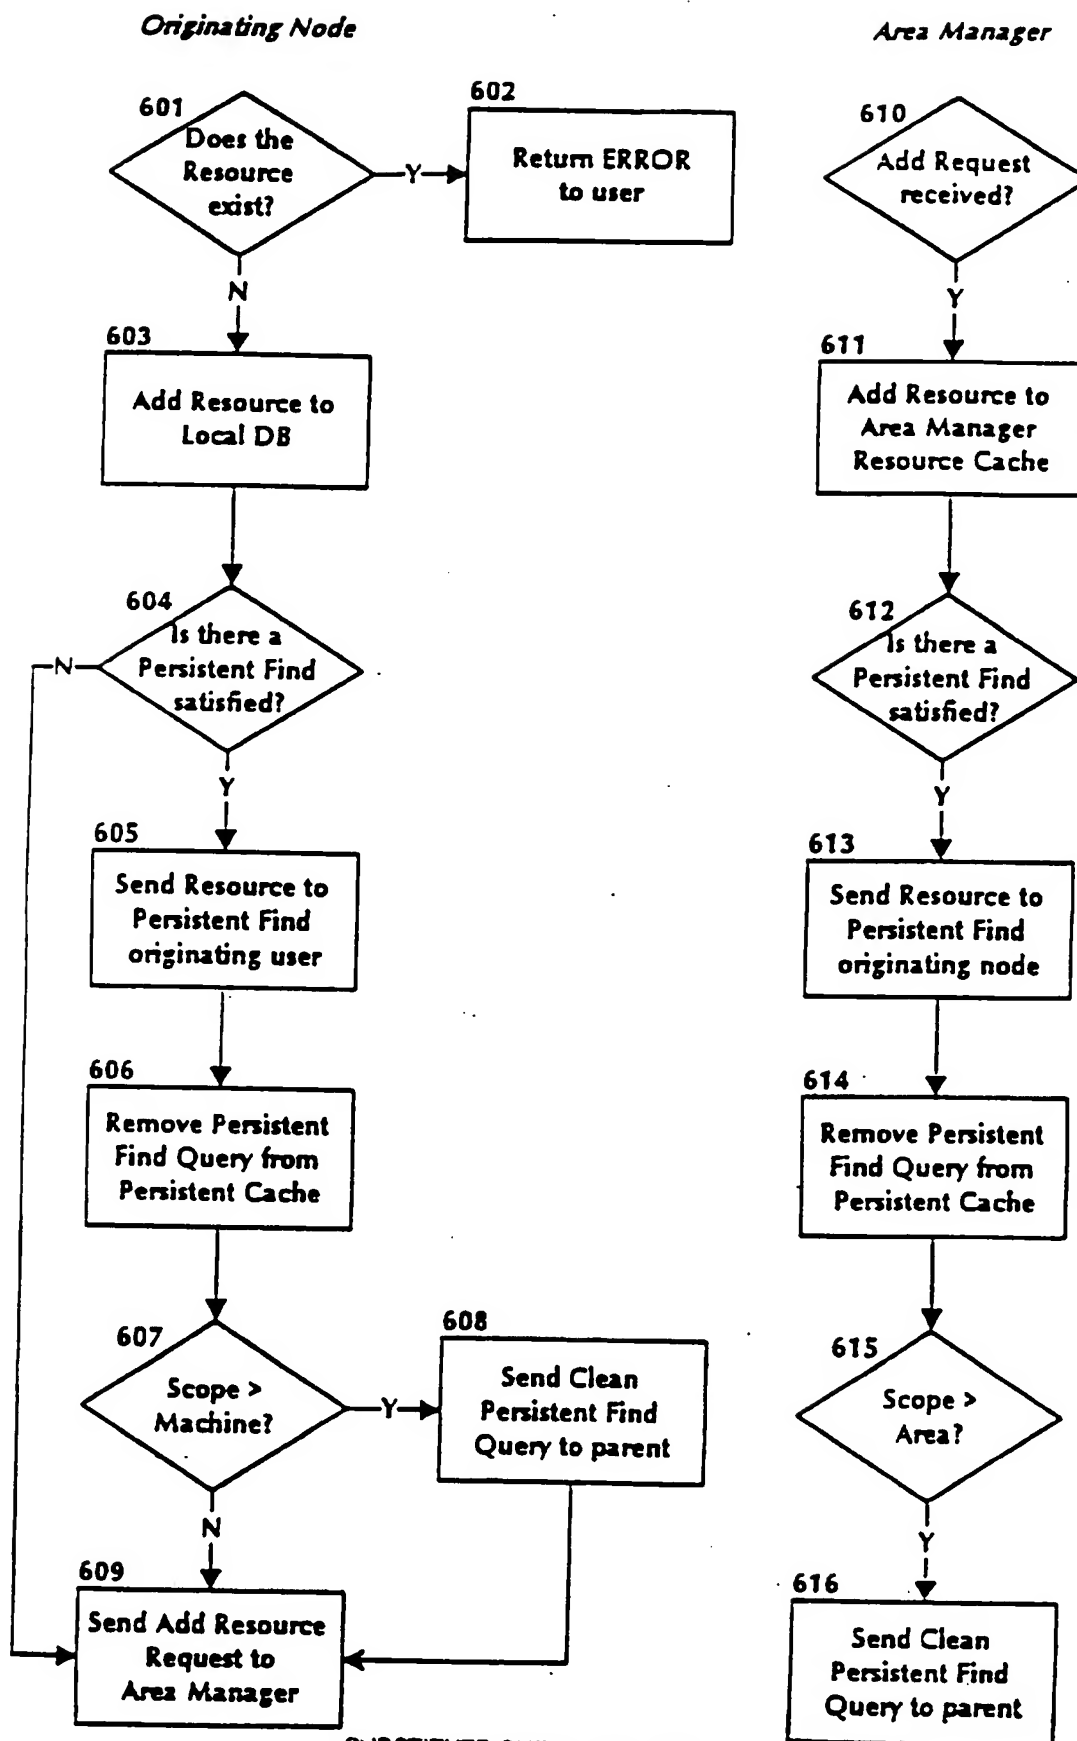 Originating Node
601
Does the
Resource
exist?
Y
602
Return ERROR
to user
N
603
Add Resource to
Local DB
604
Is there a
Persistent Find
satisfied?
N
Y
605
Send Resource to
Persistent Find
originating user
606
Remove Persistent
Find Query from
Persistent Cache
607
Scope >
Machine?
Y
608
Send Clean
Persistent Find
Query to parent
N
609
Send Add Resource
Request to
Area Manager
Area Manager
610
Add Request
received?
Y
611
Add Resource to
Area Manager
Resource Cache
612
Is there a
Persistent Find
satisfied?
Y
613
Send Resource to
Persistent Find
originating node
614
Remove Persistent
Find Query from
Persistent Cache
615
Scope >
Area?
Y
616
Send Clean
Persistent Find
Query to parent